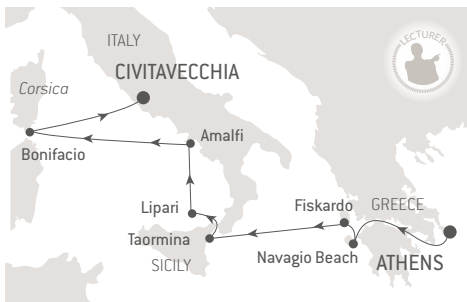 LECTURER
ITALY
CIVITAVECCHIA
Corsica
Amalfi
Bonifacio
Lipari
Fiskardo
GREECE
Taormina
Navagio Beach
ATHENS
SICILY